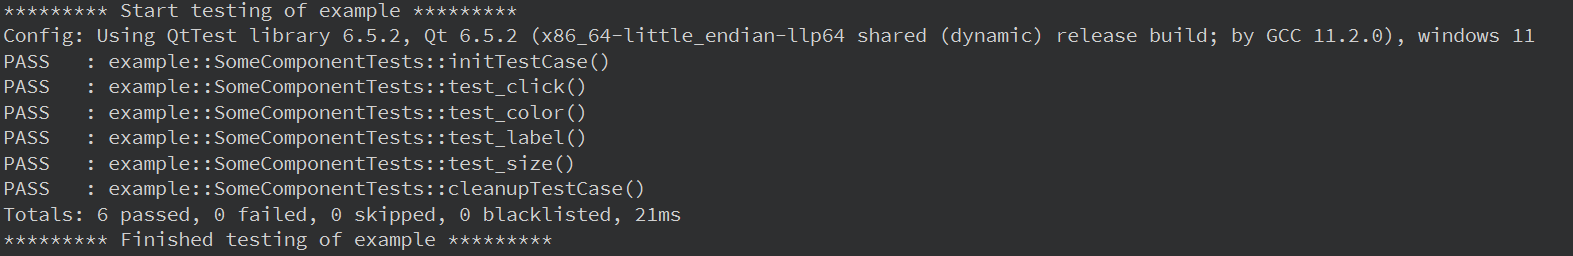 ********* Start testing of example *********
Config: Using QtTest library 6.5.2, Qt 6.5.2 (x86_64-little_endian-llp64 shared (dynamic) release build; by GCC 11.2.0), windows 11
PASS   : example::SomeComponentTests::initTestCase()
PASS   : example::SomeComponentTests::test_click()
PASS   : example::SomeComponentTests::test_color()
PASS   : example::SomeComponentTests::test_label()
PASS   : example::SomeComponentTests::test_size()
PASS   : example::SomeComponentTests::cleanupTestCase()
Totals: 6 passed, 0 failed, 0 skipped, 0 blacklisted, 21ms
********* Finished testing of example *********